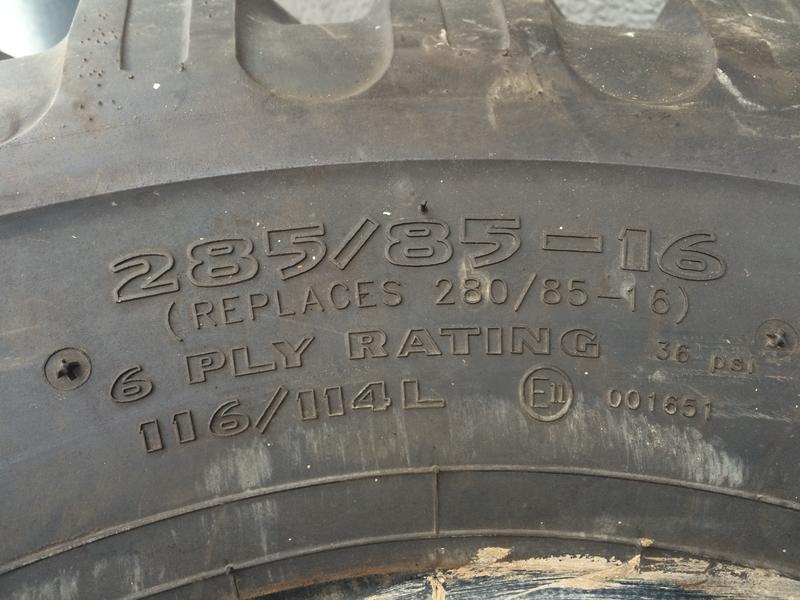 285/85-16
(REPLACES 280/85-16)
6 PLY RATING 36 psi
116/114L E11 001651